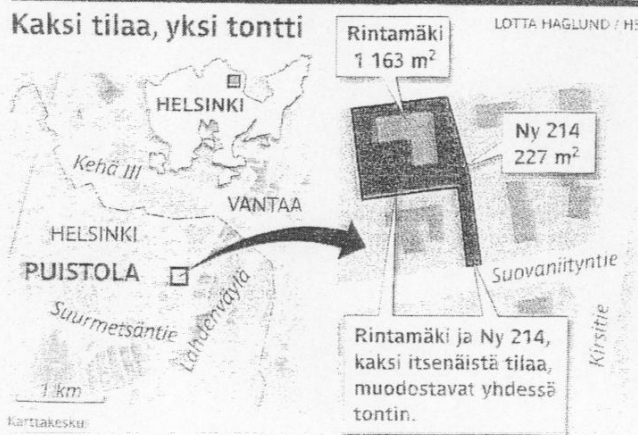 Kaksi tilaa, yksi tontti
LOTTA HAGLUND / HS
HELSINKI
Kehä III
VANTAA
HELSINKI
PUISTOLA
Suurmetsäntie
Lahdenväylä
1 km
Karttakeskus
Rintamäki
1 163 m²
Ny 214
227 m²
Suovaniityntie
Kirsitie
Rintamäki ja Ny 214,
kaksi itsenäistä tilaa,
muodostavat yhdessä
tontin.